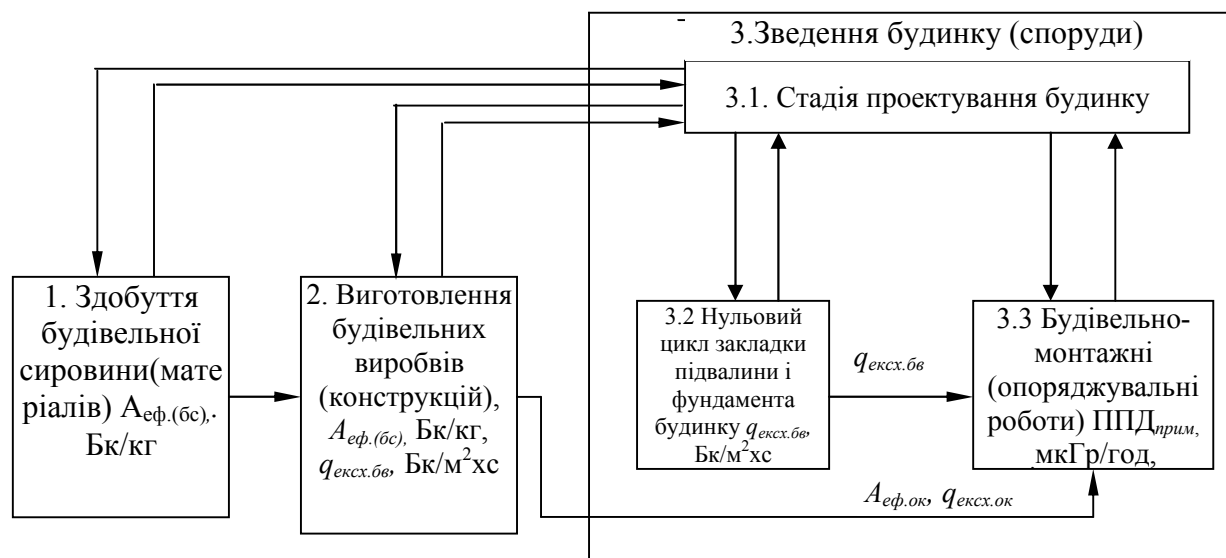 3.Зведення будинку (споруди)
3.1. Стадія проектування будинку
1. Здобуття
будівельної
сировини(мате
ріалів) Аеф.(бс),.
Бк/кг
2. Виготовлення
будівельних
виробвів
(конструкцій),
Аеф.(бс), Бк/кг,
qексх.бв, Бк/м²хс
3.2 Нульовий
цикл закладки
підвалини і
фундамента
будинку qексх.бв,
Бк/м²хс
qексх.бв
3.3 Будівельно-
монтажні
(опоряджувальні
роботи) ППДприм,
мкГр/год,
Аеф.ок, qексх.ок